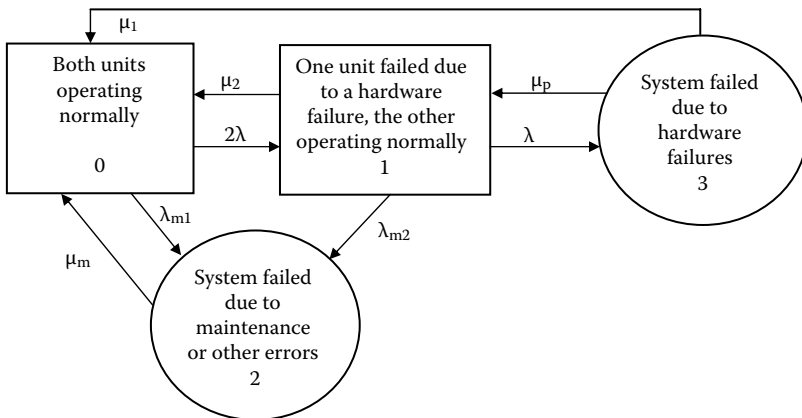 μ₁
Both units
operating
normally
0
μ₂
2λ
One unit failed due
to a hardware
failure, the other
operating normally
1
μₚ
λ
System failed
due to
hardware
failures
3
λₘ₁
λₘ₂
μₘ
System failed
due to
maintenance
or other errors
2